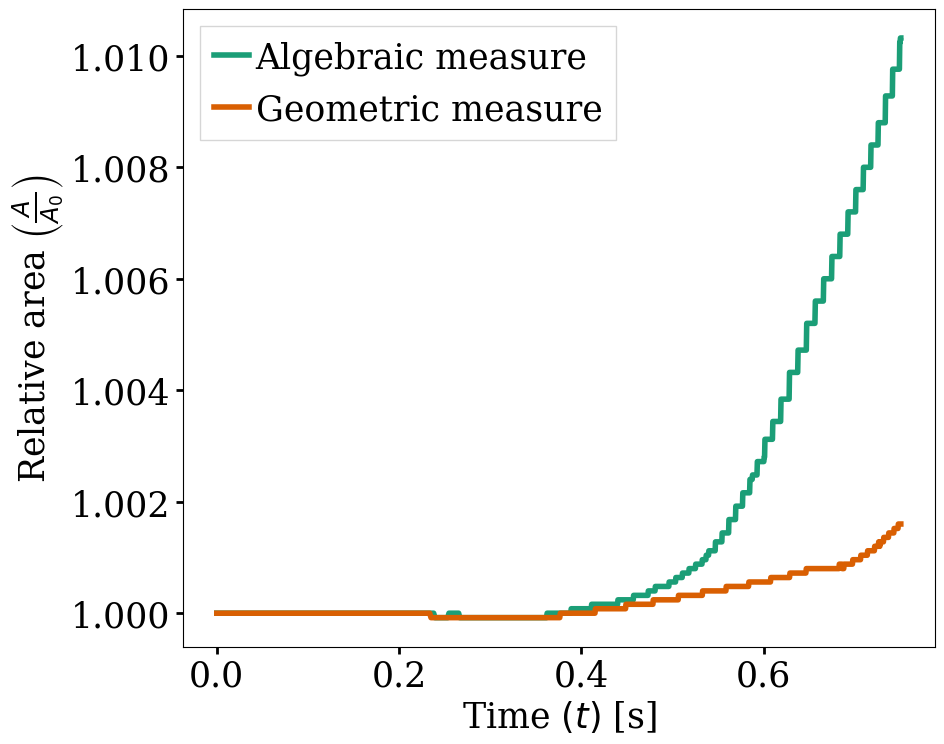 Algebraic measure
Geometric measure
1.010
1.008
1.006
1.004
1.002
1.000
Relative area (A/A₀)
0.0 0.2 0.4 0.6
Time (t) [s]